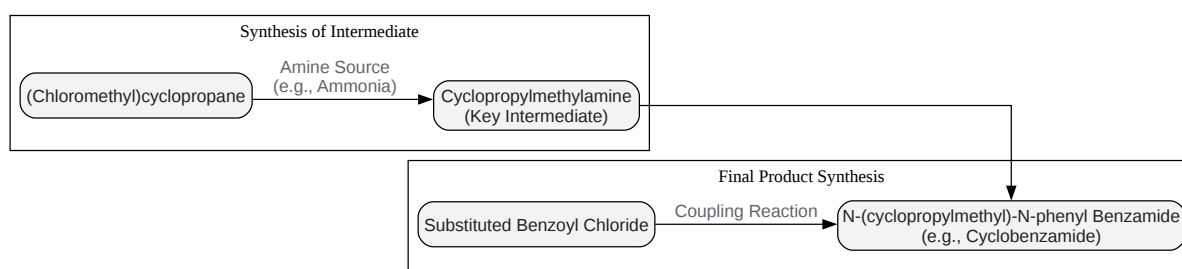 Synthesis of Intermediate
(Chloromethyl)cyclopropane
Amine Source
(e.g., Ammonia)
Cyclopropylmethylamine
(Key Intermediate)
Final Product Synthesis
Substituted Benzoyl Chloride
Coupling Reaction
N-(cyclopropylmethyl)-N-phenyl Benzamide
(e.g., Cyclobenzamide)